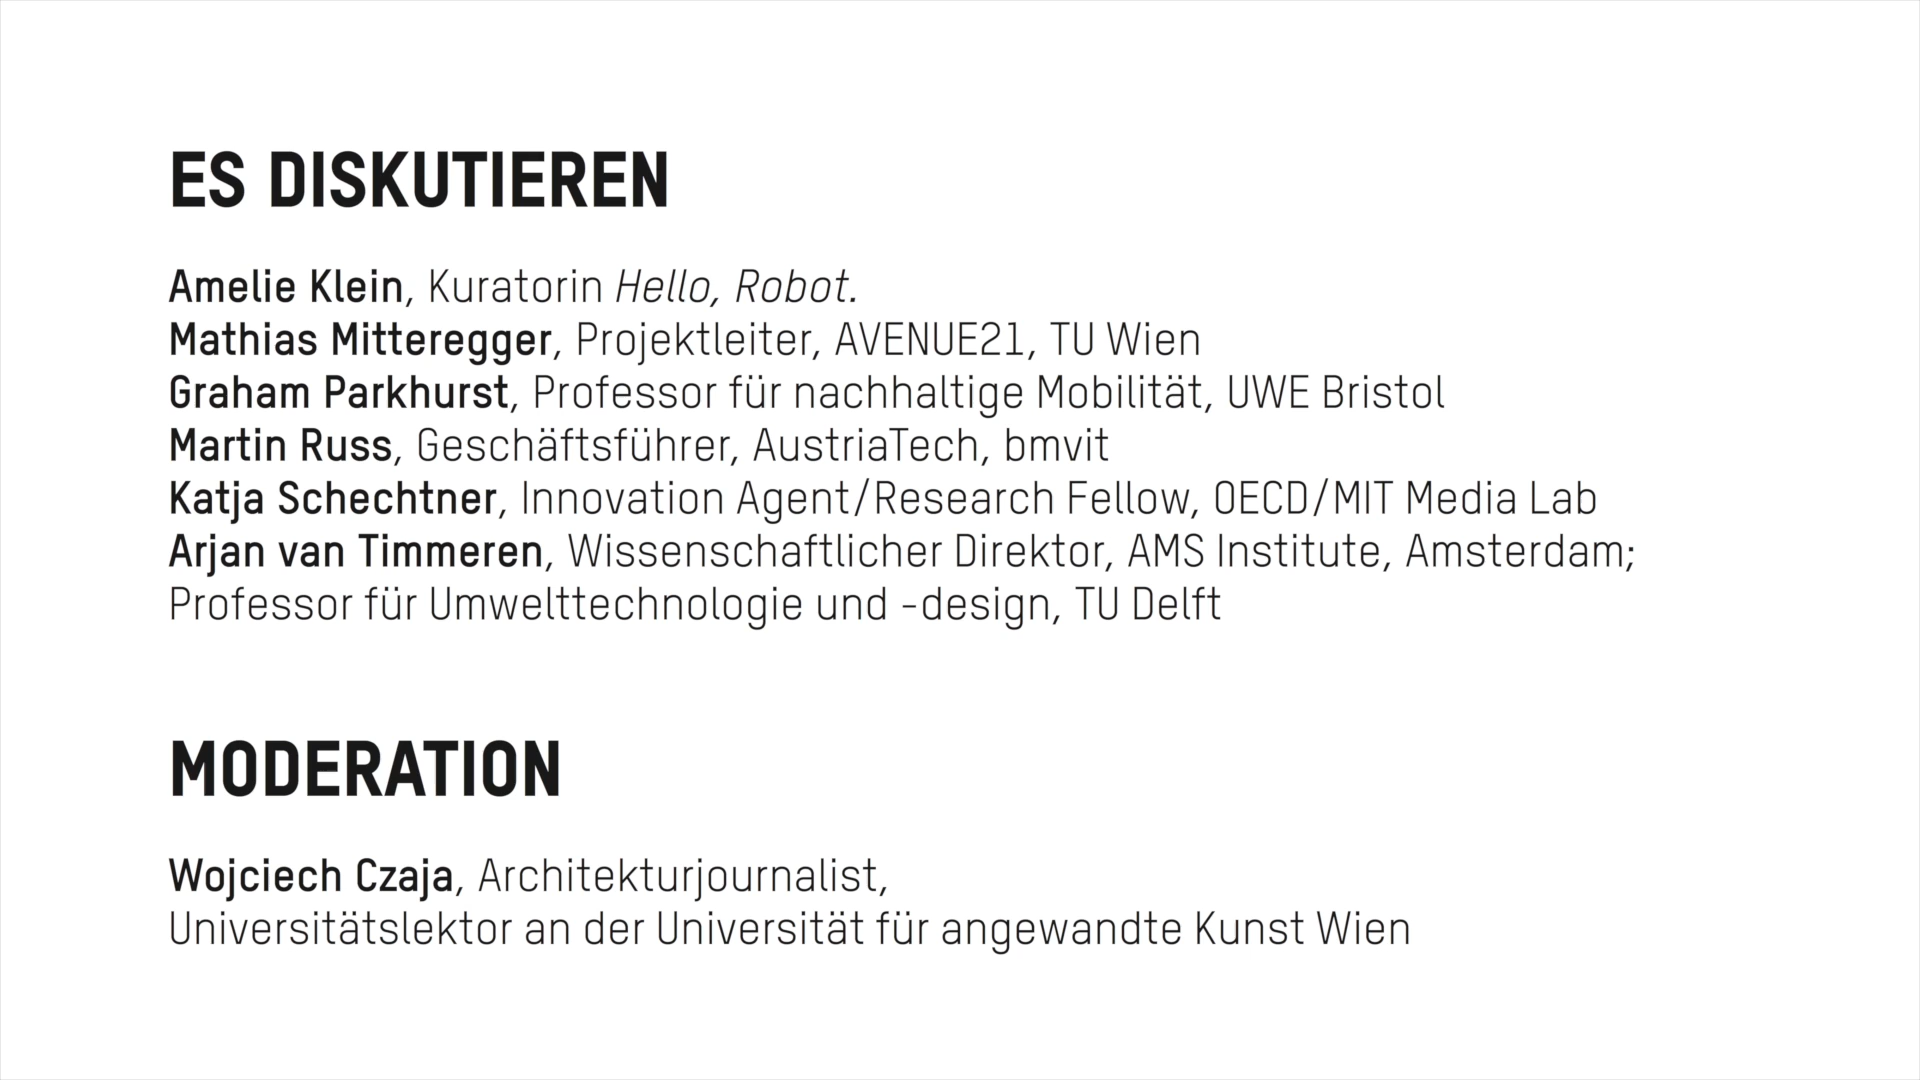 ES DISKUTIEREN
Amelie Klein, Kuratorin Hello, Robot.
Mathias Mitteregger, Projektleiter, AVENUE21, TU Wien
Graham Parkhurst, Professor für nachhaltige Mobilität, UWE Bristol
Martin Russ, Geschäftsführer, AustriaTech, bmvit
Katja Schechtner, Innovation Agent/Research Fellow, OECD/MIT Media Lab
Arjan van Timmeren, Wissenschaftlicher Direktor, AMS Institute, Amsterdam;
Professor für Umwelttechnologie und -design, TU Delft
MODERATION
Wojciech Czaja, Architekturjournalist,
Universitätslektor an der Universität für angewandte Kunst Wien